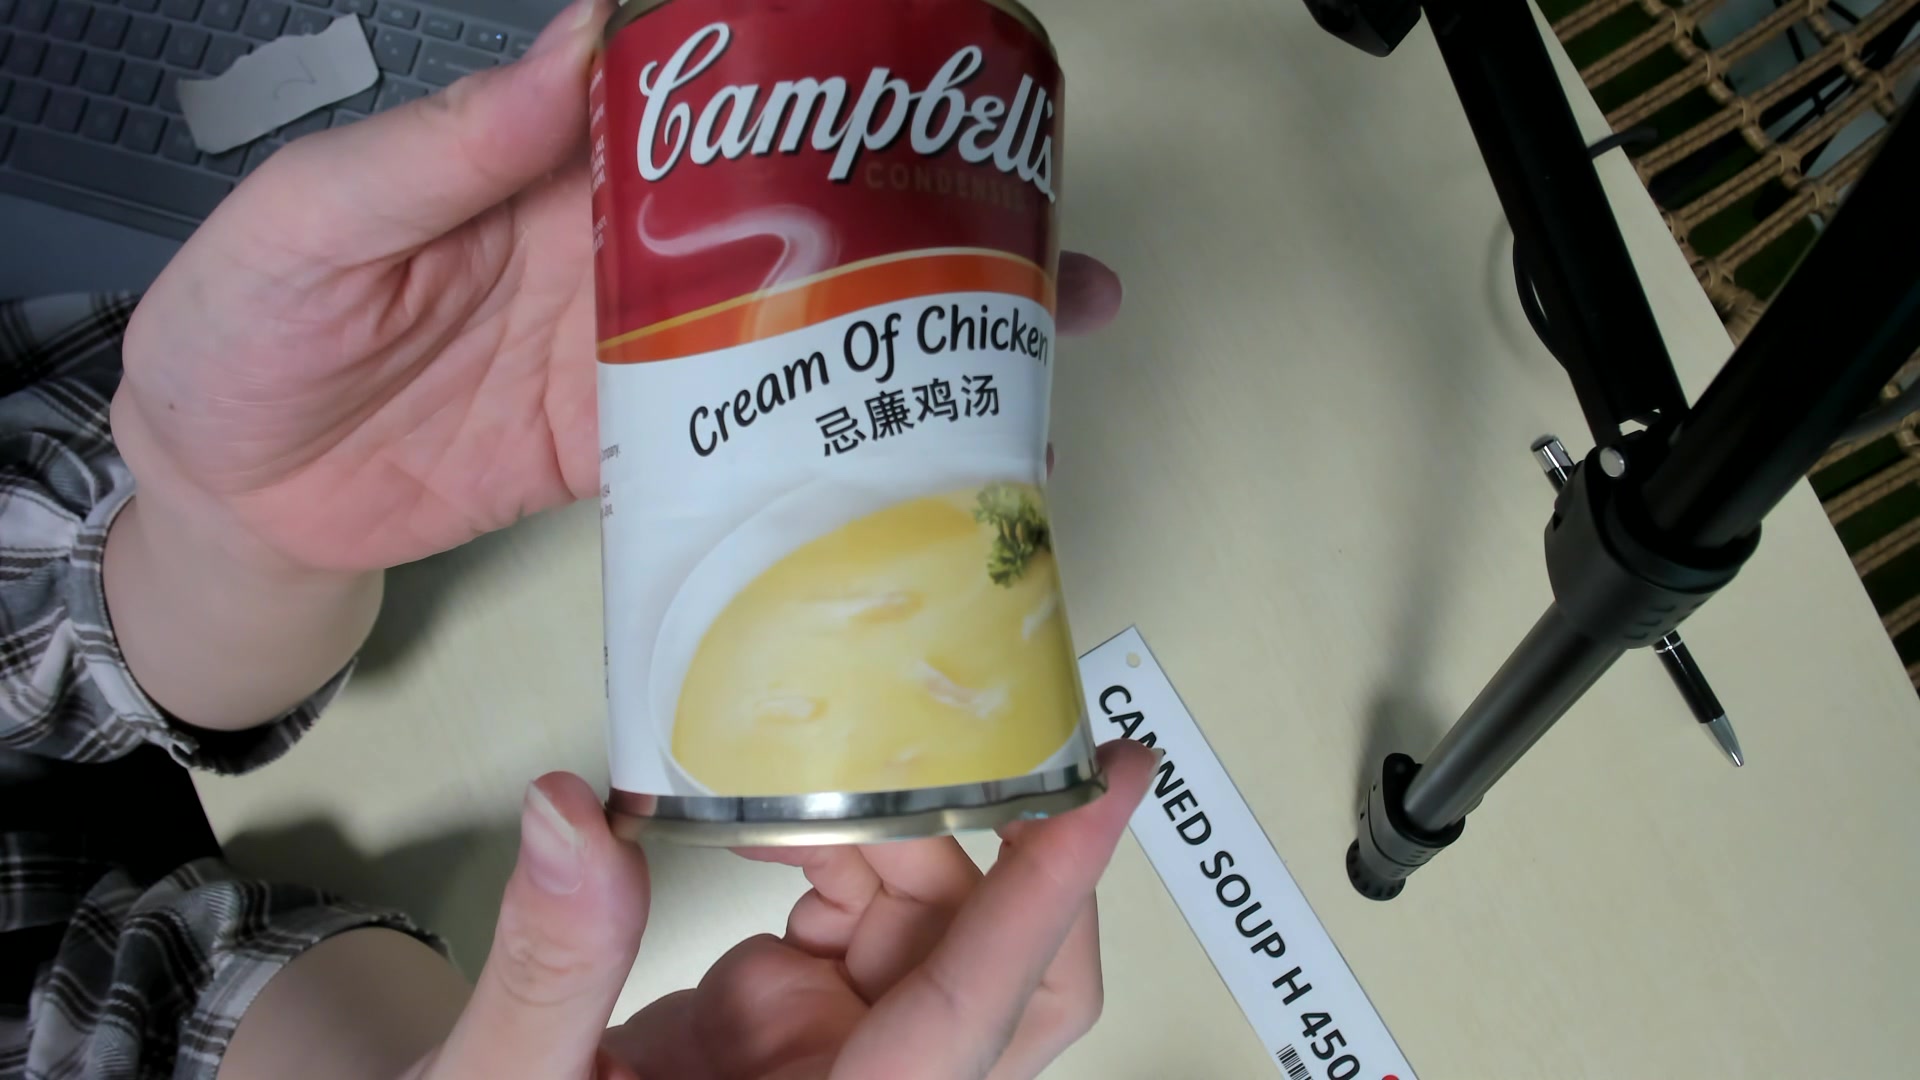 Campbell's
CONDENSED
Cream Of Chicken
忌廉鸡汤
CANNED SOUP H 450